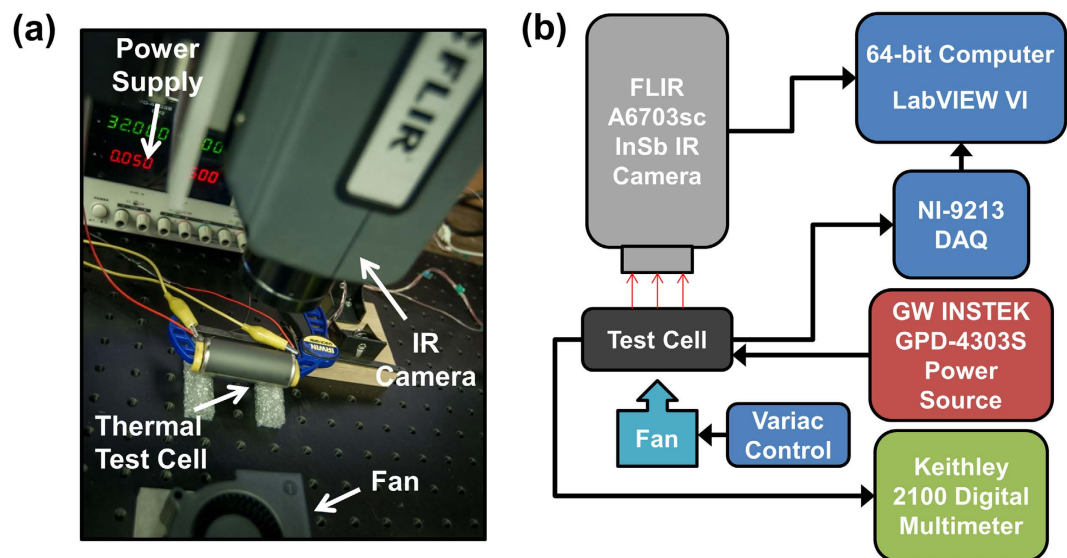 (a)
Power
Supply
FLIR
32.000
0.050
IRWIN
IR
Camera
Thermal
Test Cell
Fan
(b)
FLIR
A6703sc
InSb IR
Camera
64-bit Computer
LabVIEW VI
NI-9213
DAQ
Test Cell
GW INSTEK
GPD-4303S
Power
Source
Fan
Variac
Control
Keithley
2100 Digital
Multimeter